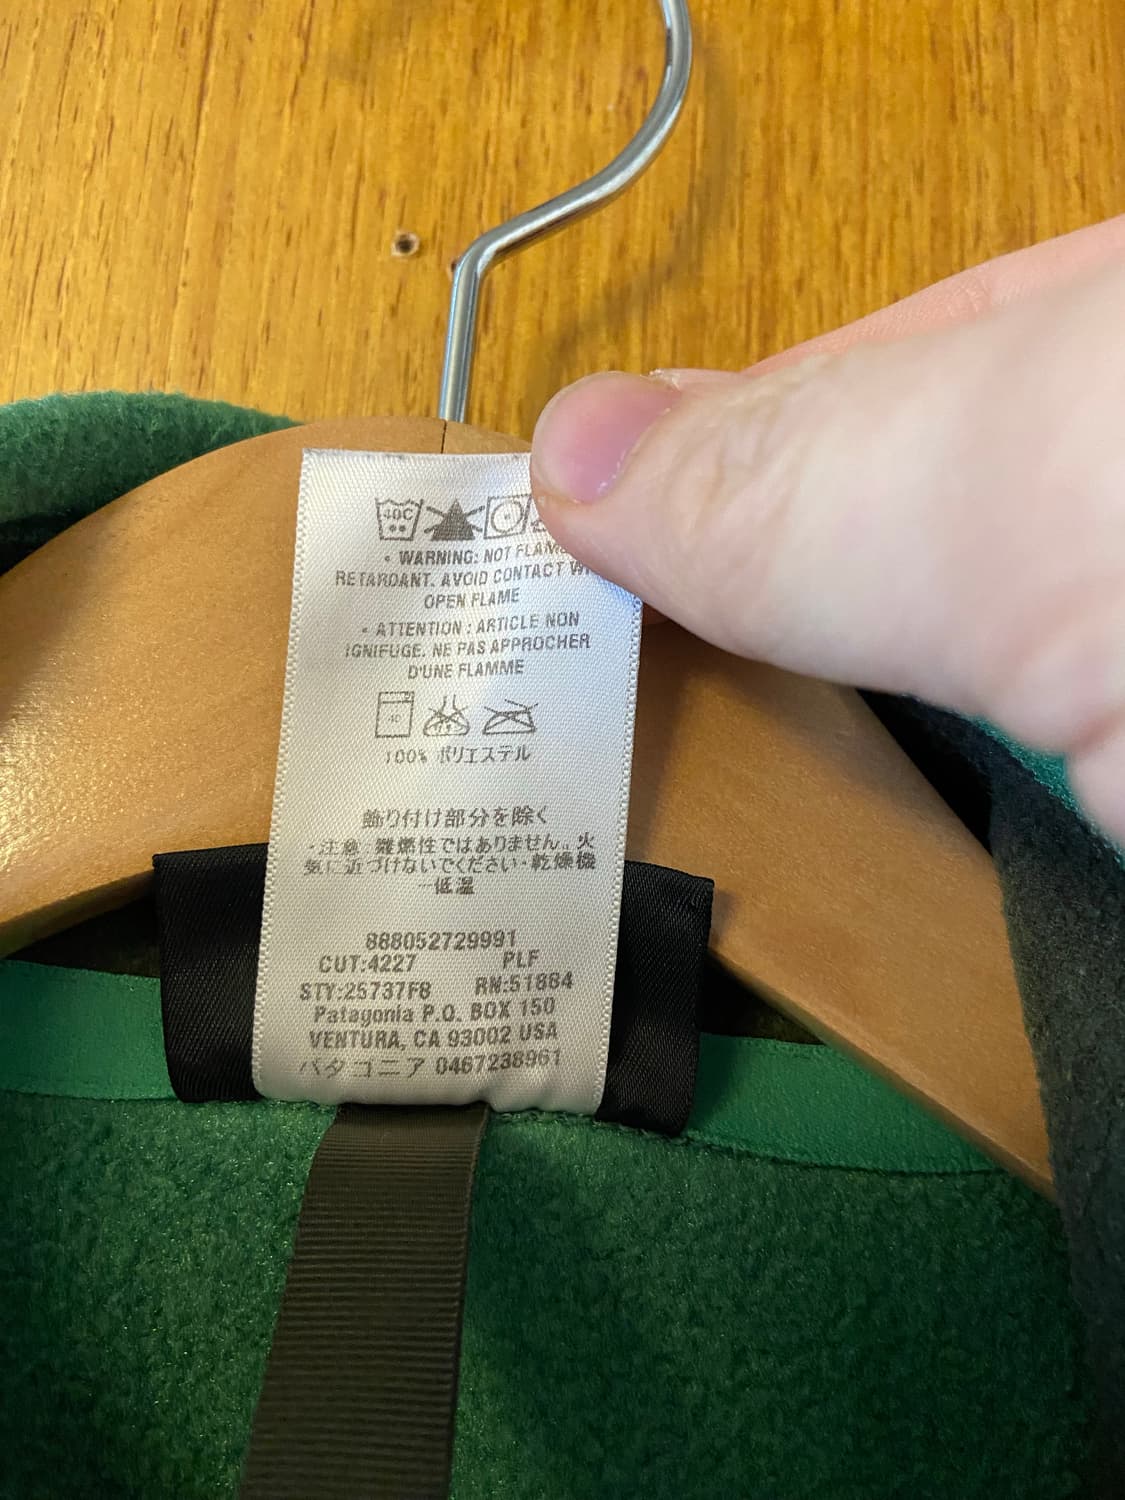 40C
• WARNING: NOT FLAM
RETARDANT. AVOID CONTACT
OPEN FLAME
• ATTENTION : ARTICLE NON
IGNIFUGE. NE PAS APPROCHER
D'UNE FLAMME
100% ポリエステル
飾り付け部分を除く
・注意 難燃性ではありません。火
気に近づけないでください・乾燥機
ー低温
888052729991
CUT:4227 PLF
STY:25737F8 RN:51884
Patagonia P.O. BOX 150
VENTURA, CA 93002 USA
パタゴニア 0467238961